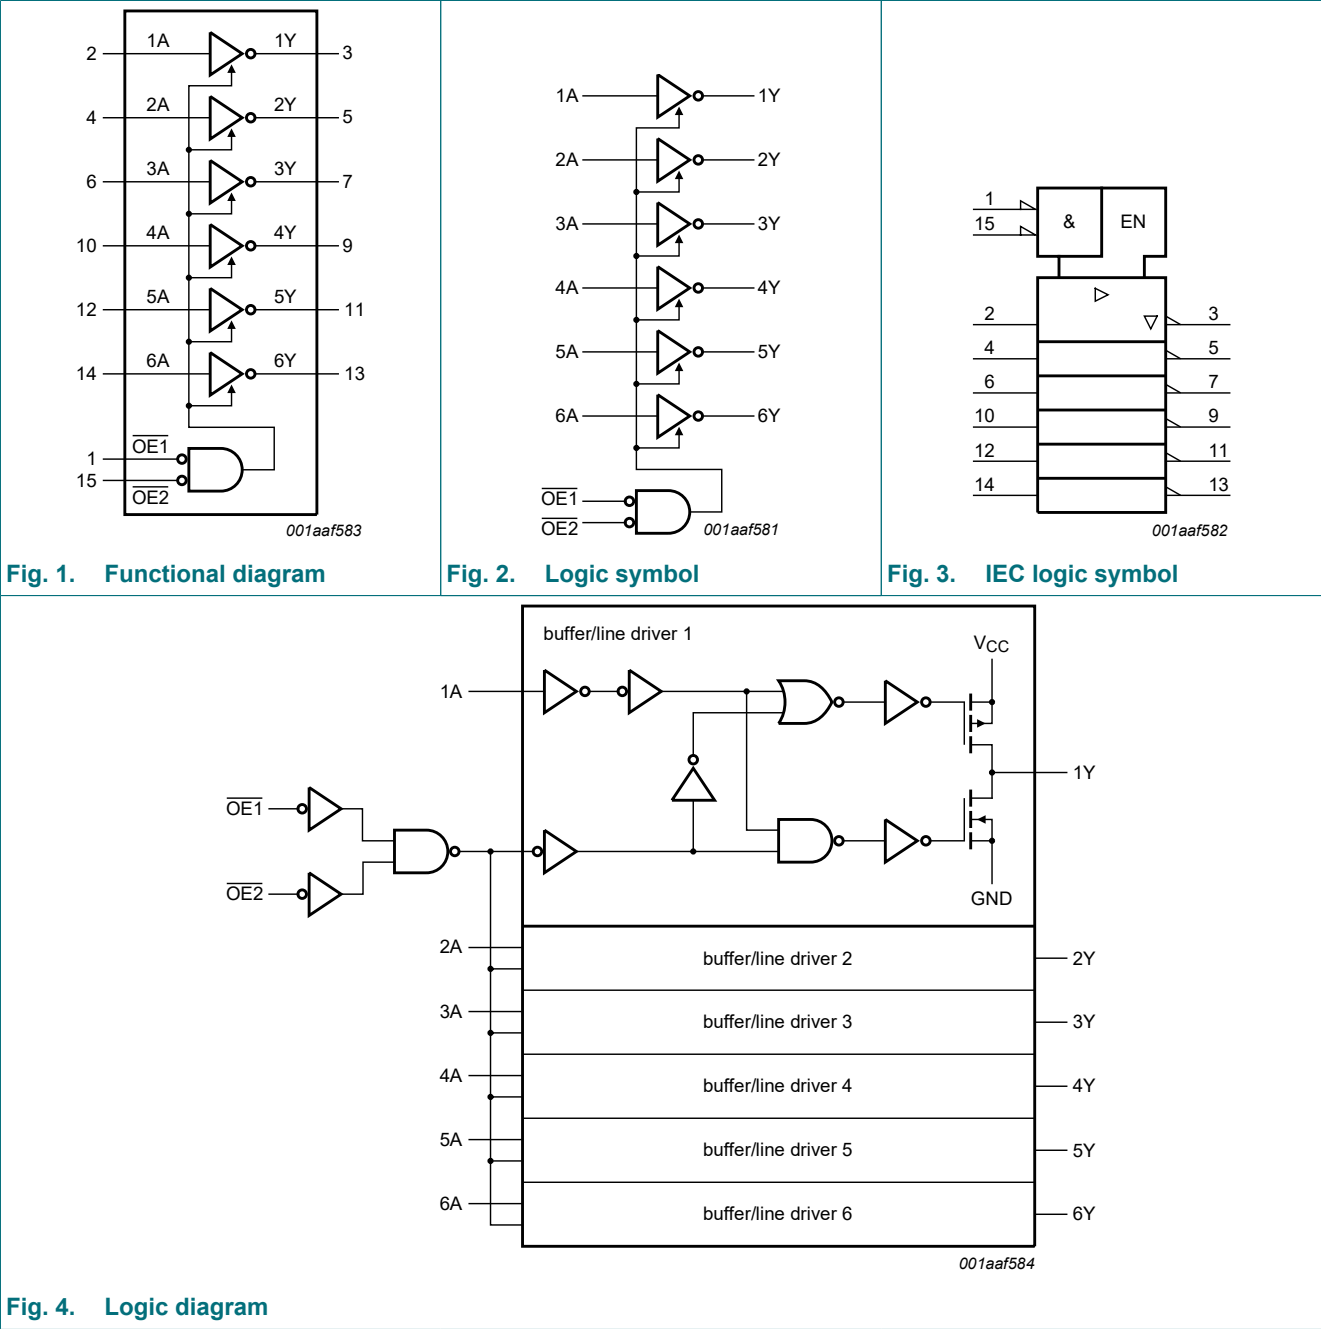 1A 1Y
2 3
2A 2Y
4 5
3A 3Y
6 7
4A 4Y
10 9
5A 5Y
12 11
6A 6Y
14 13
OE1
1
15
OE2
001aaf583
Fig. 1. Functional diagram
1A 1Y
2A 2Y
3A 3Y
4A 4Y
5A 5Y
6A 6Y
OE1
OE2
001aaf581
Fig. 2. Logic symbol
1
15
& EN
2 3
4 5
6 7
10 9
12 11
14 13
001aaf582
Fig. 3. IEC logic symbol
buffer/line driver 1
VCC
1A
1Y
OE1
OE2
GND
2A
buffer/line driver 2 2Y
3A
buffer/line driver 3 3Y
4A
buffer/line driver 4 4Y
5A
buffer/line driver 5 5Y
6A
buffer/line driver 6 6Y
001aaf584
Fig. 4. Logic diagram